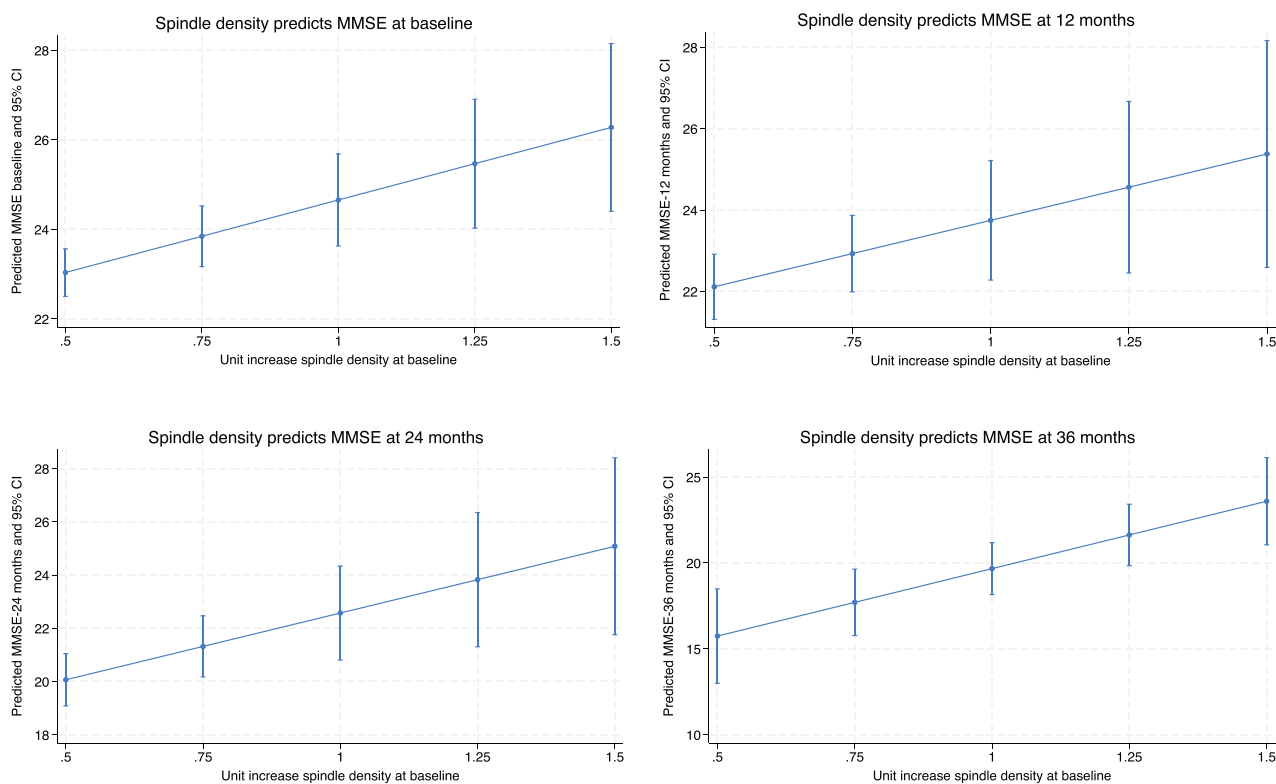 Spindle density predicts MMSE at baseline
Predicted MMSE baseline and 95% CI
28
26
24
22
.5 .75 1 1.25 1.5
Unit increase spindle density at baseline
Spindle density predicts MMSE at 12 months
Predicted MMSE-12 months and 95% CI
28
26
24
22
.5 .75 1 1.25 1.5
Unit increase spindle density at baseline
Spindle density predicts MMSE at 24 months
Predicted MMSE-24 months and 95% CI
28
26
24
22
20
18
.5 .75 1 1.25 1.5
Unit increase spindle density at baseline
Spindle density predicts MMSE at 36 months
Predicted MMSE-36 months and 95% CI
25
20
15
10
.5 .75 1 1.25 1.5
Unit increase spindle density at baseline